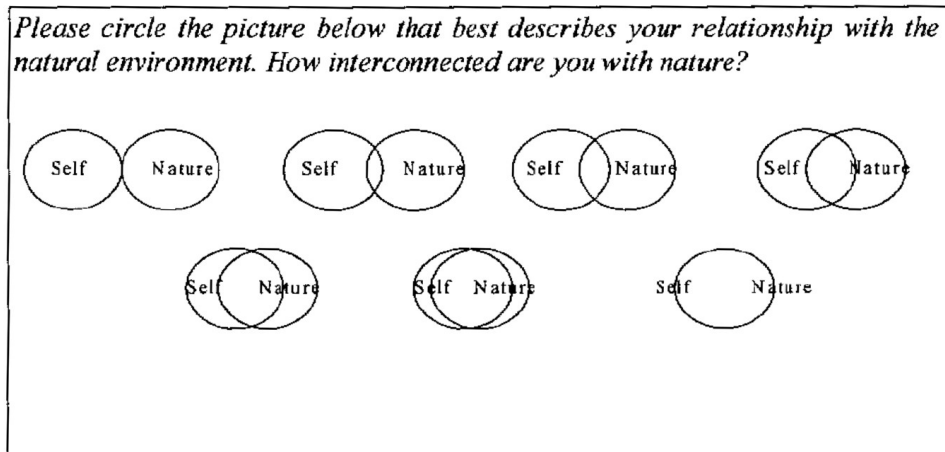 Please circle the picture below that best describes your relationship with the
natural environment. How interconnected are you with nature?
Self Nature Self Nature Self Nature Self Nature
Self Nature Self Nature Self Nature